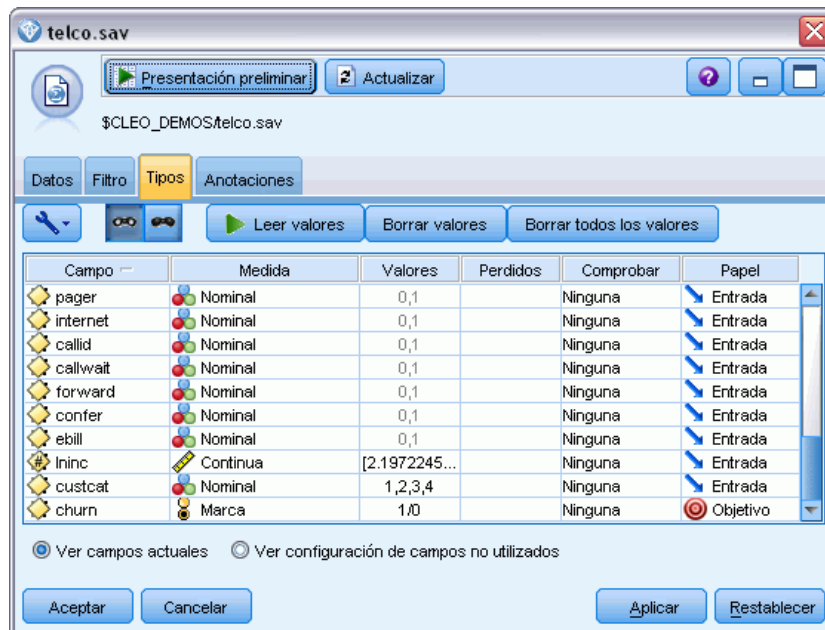 telco.sav
Presentación preliminar Actualizar
$CLEO_DEMOS/telco.sav
Datos Filtro Tipos Anotaciones
Leer valores Borrar valores Borrar todos los valores
Campo Medida Valores Perdidos Comprobar Papel
pager Nominal 0,1 Ninguna Entrada
internet Nominal 0,1 Ninguna Entrada
callid Nominal 0,1 Ninguna Entrada
callwait Nominal 0,1 Ninguna Entrada
forward Nominal 0,1 Ninguna Entrada
confer Nominal 0,1 Ninguna Entrada
ebill Nominal 0,1 Ninguna Entrada
lninc Continua [2.1972245... Ninguna Entrada
custcat Nominal 1,2,3,4 Ninguna Entrada
churn Marca 1/0 Ninguna Objetivo
Ver campos actuales Ver configuración de campos no utilizados
Aceptar Cancelar Aplicar Restablecer